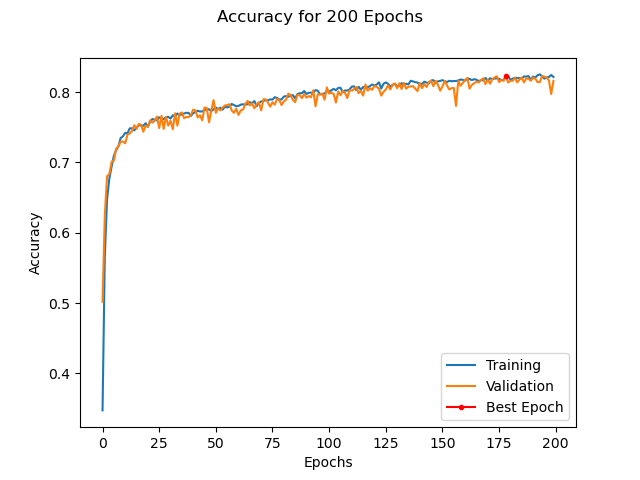 Accuracy for 200 Epochs
0.8
0.7
0.6
0.5
0.4
Accuracy
0 25 50 75 100 125 150 175 200
Epochs
Training
Validation
Best Epoch